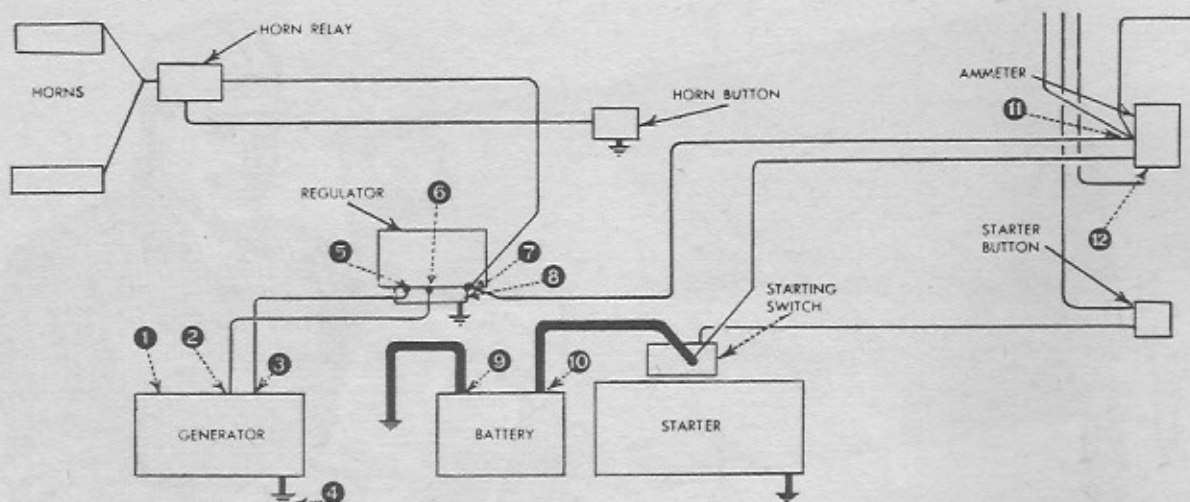 HORN RELAY
HORNS
HORN BUTTON
AMMETER
11
REGULATOR
6
5
7
8
12
STARTER
BUTTON
STARTING
SWITCH
1
2
3
9
10
GENERATOR
BATTERY
STARTER
4